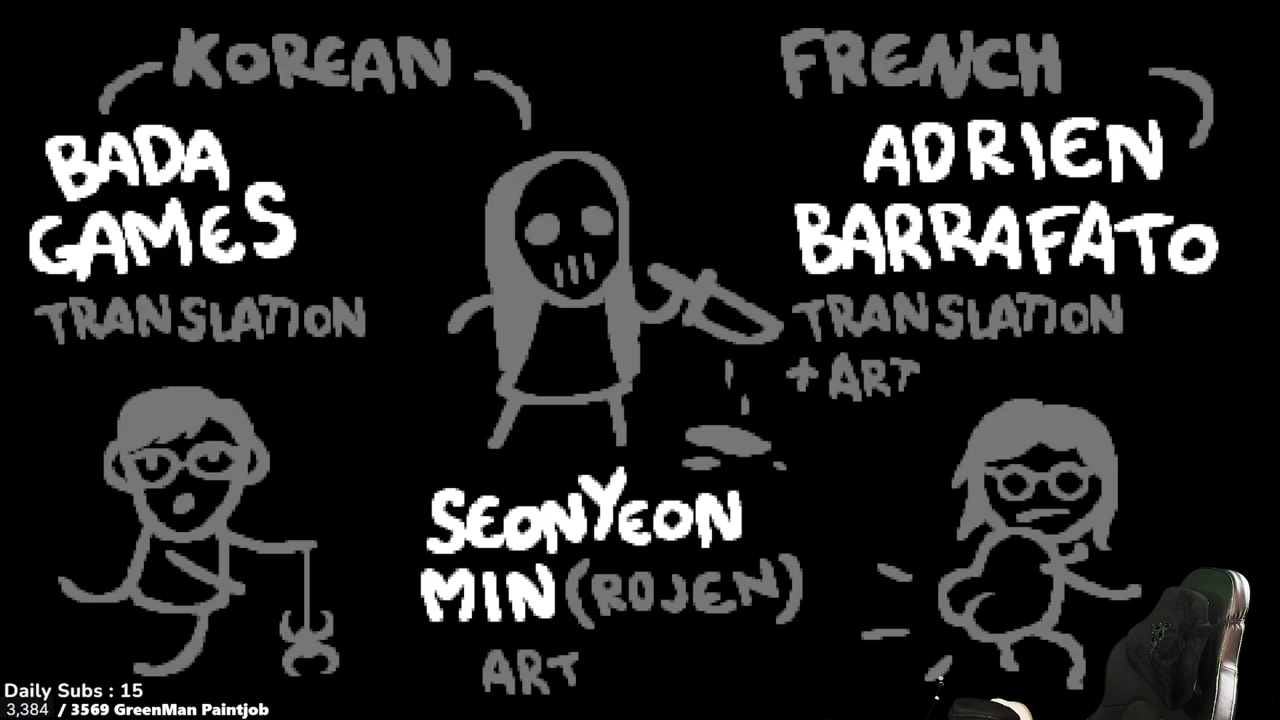 KOREAN
BADA
GAMES
TRANSLATION
SEONYEON
MIN (ROJEN)
ART
FRENCH
ADRIEN
BARRAFATO
TRANSLATION
+ ART
Daily Subs : 15
3,384 / 3569 GreenMan Paintjob